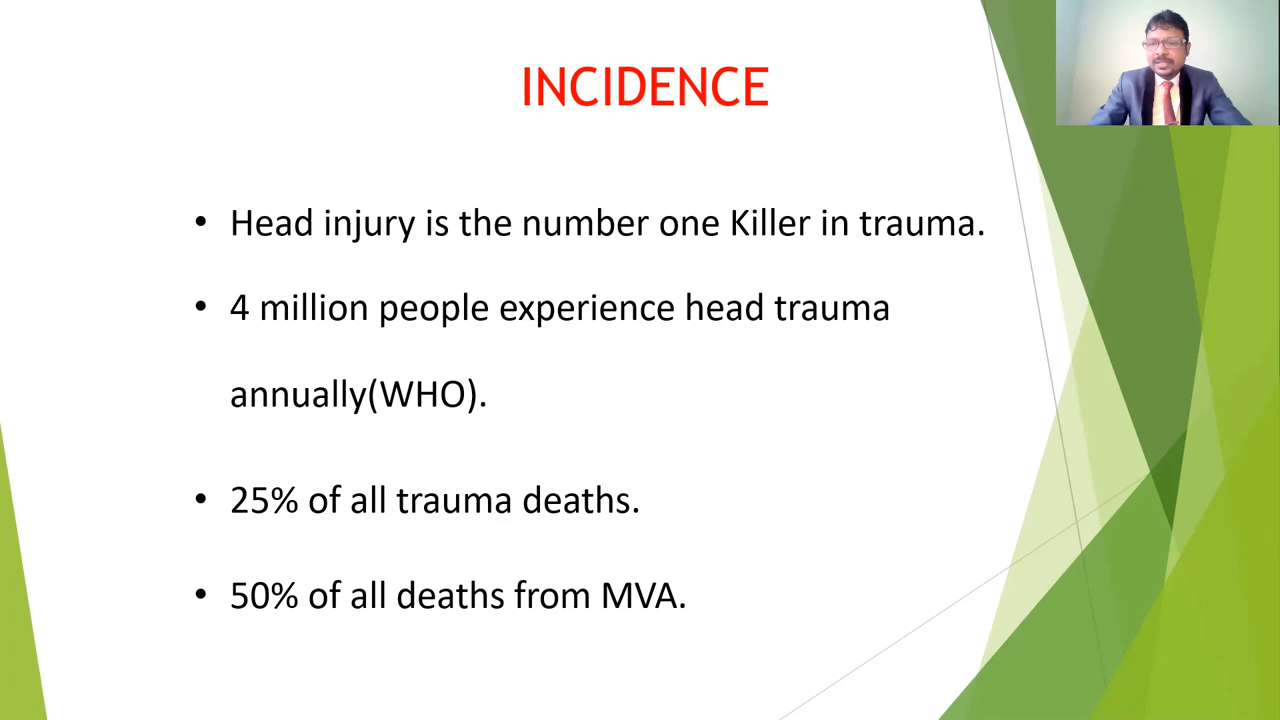 INCIDENCE
• Head injury is the number one Killer in trauma.
• 4 million people experience head trauma
annually(WHO).
• 25% of all trauma deaths.
• 50% of all deaths from MVA.